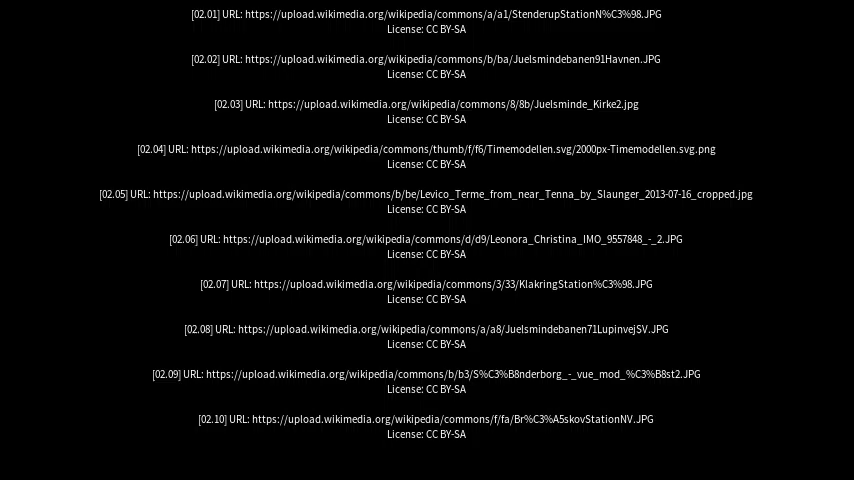 [02.01] URL: https://upload.wikimedia.org/wikipedia/commons/a/a1/StenderupStationN%C3%98.JPG
License: CC BY-SA
[02.02] URL: https://upload.wikimedia.org/wikipedia/commons/b/ba/Juelsmindebanen91Havnen.JPG
License: CC BY-SA
[02.03] URL: https://upload.wikimedia.org/wikipedia/commons/8/8b/Juelsminde_Kirke2.jpg
License: CC BY-SA
[02.04] URL: https://upload.wikimedia.org/wikipedia/commons/thumb/f/f6/Timemodellen.svg/2000px-Timemodellen.svg.png
License: CC BY-SA
[02.05] URL: https://upload.wikimedia.org/wikipedia/commons/b/be/Levico_Terme_from_near_Tenna_by_Slaunger_2013-07-16_cropped.jpg
License: CC BY-SA
[02.06] URL: https://upload.wikimedia.org/wikipedia/commons/d/d9/Leonora_Christina_IMO_9557848_-_2.JPG
License: CC BY-SA
[02.07] URL: https://upload.wikimedia.org/wikipedia/commons/3/33/KlakringStation%C3%98.JPG
License: CC BY-SA
[02.08] URL: https://upload.wikimedia.org/wikipedia/commons/a/a8/Juelsmindebanen71LupinvejSV.JPG
License: CC BY-SA
[02.09] URL: https://upload.wikimedia.org/wikipedia/commons/b/b3/S%C3%B8nderborg_-_vue_mod_%C3%B8st2.JPG
License: CC BY-SA
[02.10] URL: https://upload.wikimedia.org/wikipedia/commons/f/fa/Br%C3%A5skovStationNV.JPG
License: CC BY-SA